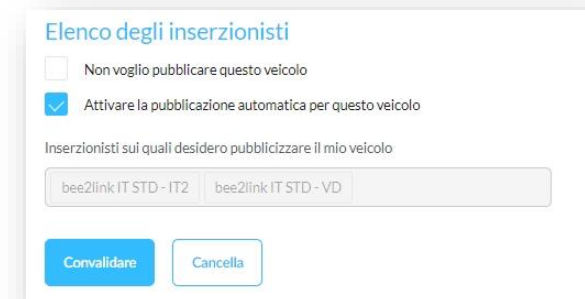 Elenco degli inserzionisti
Non voglio pubblicare questo veicolo
Attivare la pubblicazione automatica per questo veicolo
Inserzionisti sui quali desidero pubblicizzare il mio veicolo
bee2link IT STD - IT2 bee2link IT STD - VD
Convalidare Cancella